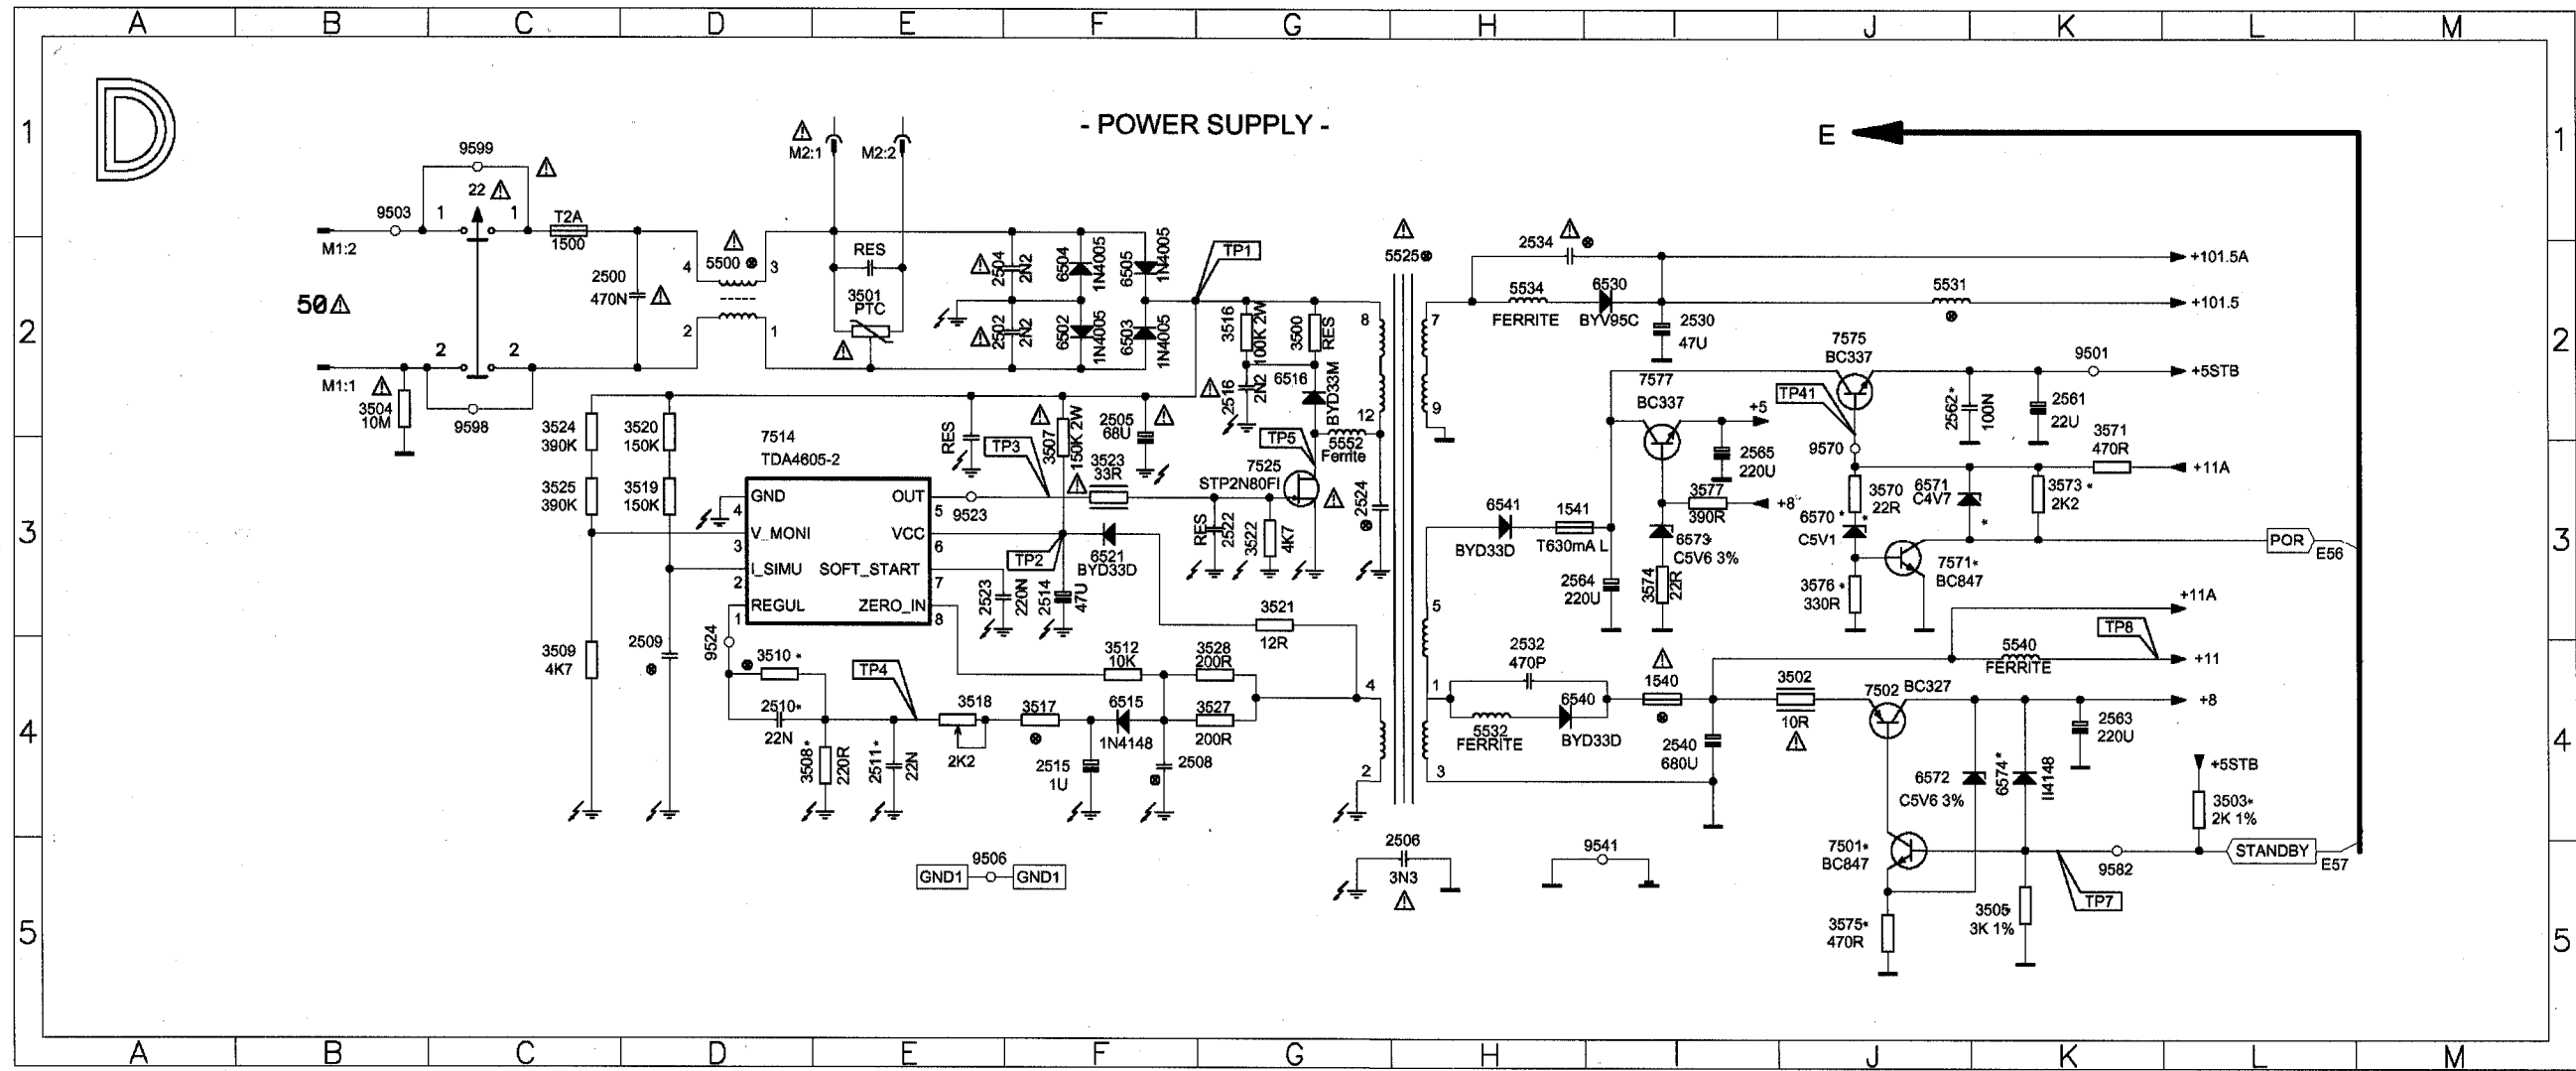 A B C D E F G H J K L M
D
- POWER SUPPLY -
E
1 1
M2:1 M2:2
9599
22
9503
1 1
T2A
1500
M1:2
50
M1:1
2 2
9598
3504
10M
2500
470N
5500
4 3
2 1
RES
3501
PTC
2504
2N2
2502
2N2
6504
1N4005
6505
1N4005
6502
1N4005
6503
1N4005
TP1
3516
100K 2W
3500
RES
2516
2N2
6516
BYD33M
8
12
5525
7
9
2534
5534
FERRITE
6530
BYV95C
2530
47U
5531
+101.5A
+101.5
7575
BC337
9501
+5STB
7577
BC337
+5
TP41
2562*
100N
2561
22U
2 2
3524
390K
3520
150K
3525
390K
3519
150K
7514
TDA4605-2
GND
4
V_MONI
3
I_SIMU
2
REGUL
1
OUT
5
VCC
6
SOFT_START
7
ZERO_IN
8
RES
TP3
3507
150K 2W
2505
68U
3523
33R
9523
TP2
6521
BYD33D
2523
220N
2514
47U
TP5
5552
Ferrite
7525
STP2N80FI
RES
2522
3522
4K7
2524
3521
12R
6541
BYD33D
1541
T630mA L
2565
220U
3577
390R
+8
6573*
C5V6 3%
2564
220U
3574
22R
9570
3571
470R
+11A
3570
22R
6571
C4V7
*
3573 *
2K2
6570 *
C5V1
7571*
BC847
3576 *
330R
POR
E56
3 3
+11A
TP8
5
3509
4K7
2509
9524
3510 *
2510*
22N
TP4
3508*
220R
2511*
22N
3518
2K2
3517
3512
10K
6515
1N4148
2515
1U
2508
3528
200R
3527
200R
4
2
1
3
2532
470P
5532
FERRITE
6540
BYD33D
1540
2540
680U
3502
10R
7502
BC327
5540
FERRITE
+11
+8
2563
220U
6572
C5V6 3%
6574*
+5STB
3503*
2K 1%
4 4
GND1
9506
GND1
2506
3N3
9541
7501*
BC847
STANDBY
E57
9582
TP7
3575*
470R
3505*
3K 1%
5 5
A B C D E F G H J K L M